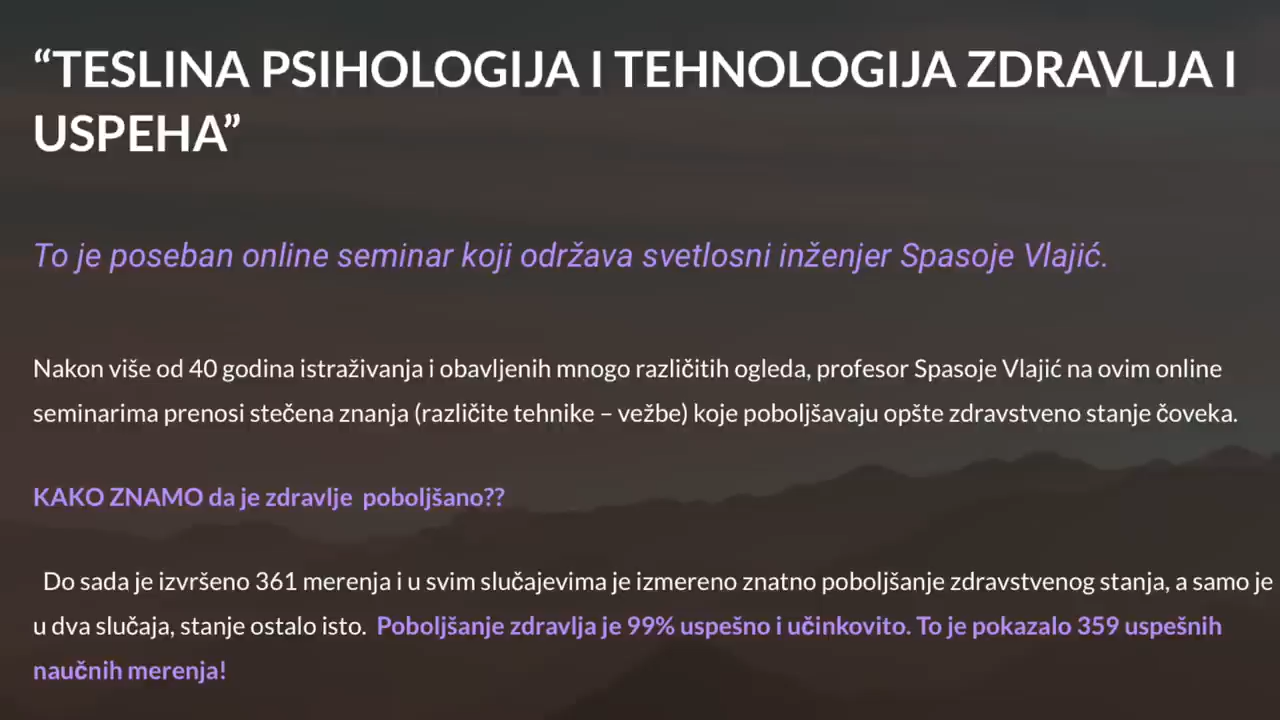 “TESLINA PSIHOLOGIJA I TEHNOLOGIJA ZDRAVLJA I
USPEHA”
To je poseban online seminar koji održava svetlosni inženjer Spasoje Vlajić.
Nakon više od 40 godina istraživanja i obavljenih mnogo različitih ogleda, profesor Spasoje Vlajić na ovim online
seminarima prenosi stečena znanja (različite tehnike – vežbe) koje poboljšavaju opšte zdravstveno stanje čoveka.
KAKO ZNAMO da je zdravlje poboljšano??
Do sada je izvršeno 361 merenja i u svim slučajevima je izmereno znatno poboljšanje zdravstvenog stanja, a samo je
u dva slučaja, stanje ostalo isto. Poboljšanje zdravlja je 99% uspešno i učinkovito. To je pokazalo 359 uspešnih
naučnih merenja!